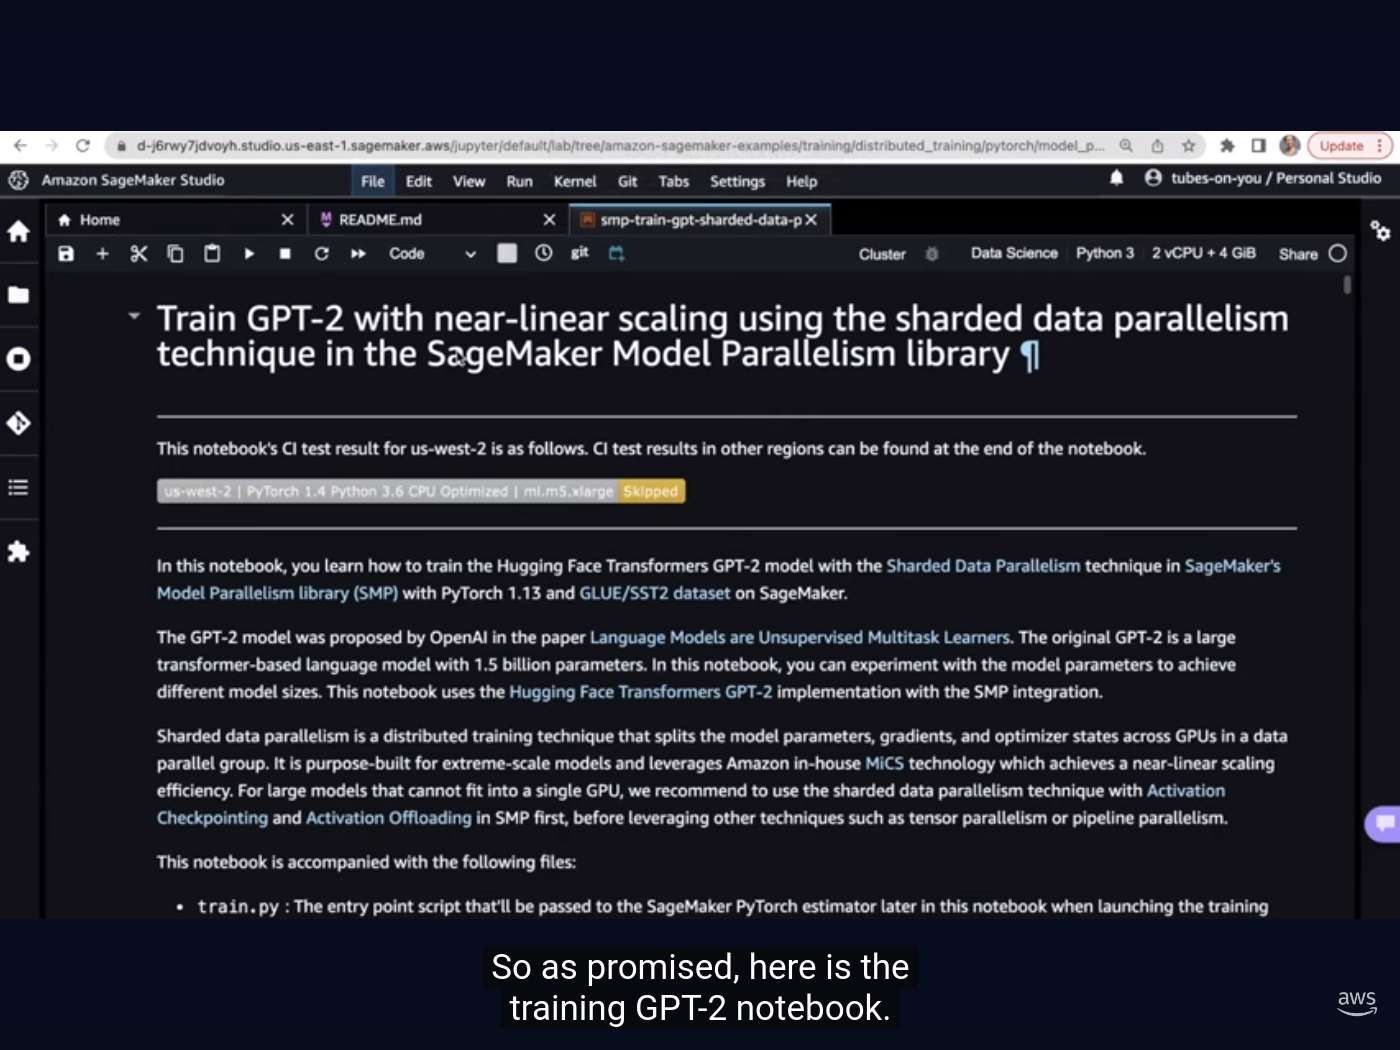 d-j6rwy7jdvoyh.studio.us-east-1.sagemaker.aws/jupyter/default/lab/tree/amazon-sagemaker-examples/training/distributed_training/pytorch/model_p...
Update
Amazon SageMaker Studio
File Edit View Run Kernel Git Tabs Settings Help
tubes-on-you / Personal Studio
Home
README.md
smp-train-gpt-sharded-data-p
Code
git
Cluster
Data Science
Python 3
2 vCPU + 4 GiB
Share
Train GPT-2 with near-linear scaling using the sharded data parallelism
technique in the SageMaker Model Parallelism library ¶
This notebook's CI test result for us-west-2 is as follows. CI test results in other regions can be found at the end of the notebook.
us-west-2 | PyTorch 1.4 Python 3.6 CPU Optimized | ml.m5.xlarge Skipped
In this notebook, you learn how to train the Hugging Face Transformers GPT-2 model with the Sharded Data Parallelism technique in SageMaker's
Model Parallelism library (SMP) with PyTorch 1.13 and GLUE/SST2 dataset on SageMaker.
The GPT-2 model was proposed by OpenAI in the paper Language Models are Unsupervised Multitask Learners. The original GPT-2 is a large
transformer-based language model with 1.5 billion parameters. In this notebook, you can experiment with the model parameters to achieve
different model sizes. This notebook uses the Hugging Face Transformers GPT-2 implementation with the SMP integration.
Sharded data parallelism is a distributed training technique that splits the model parameters, gradients, and optimizer states across GPUs in a data
parallel group. It is purpose-built for extreme-scale models and leverages Amazon in-house MiCS technology which achieves a near-linear scaling
efficiency. For large models that cannot fit into a single GPU, we recommend to use the sharded data parallelism technique with Activation
Checkpointing and Activation Offloading in SMP first, before leveraging other techniques such as tensor parallelism or pipeline parallelism.
This notebook is accompanied with the following files:
• train.py : The entry point script that'll be passed to the SageMaker PyTorch estimator later in this notebook when launching the training
So as promised, here is the
training GPT-2 notebook.
aws